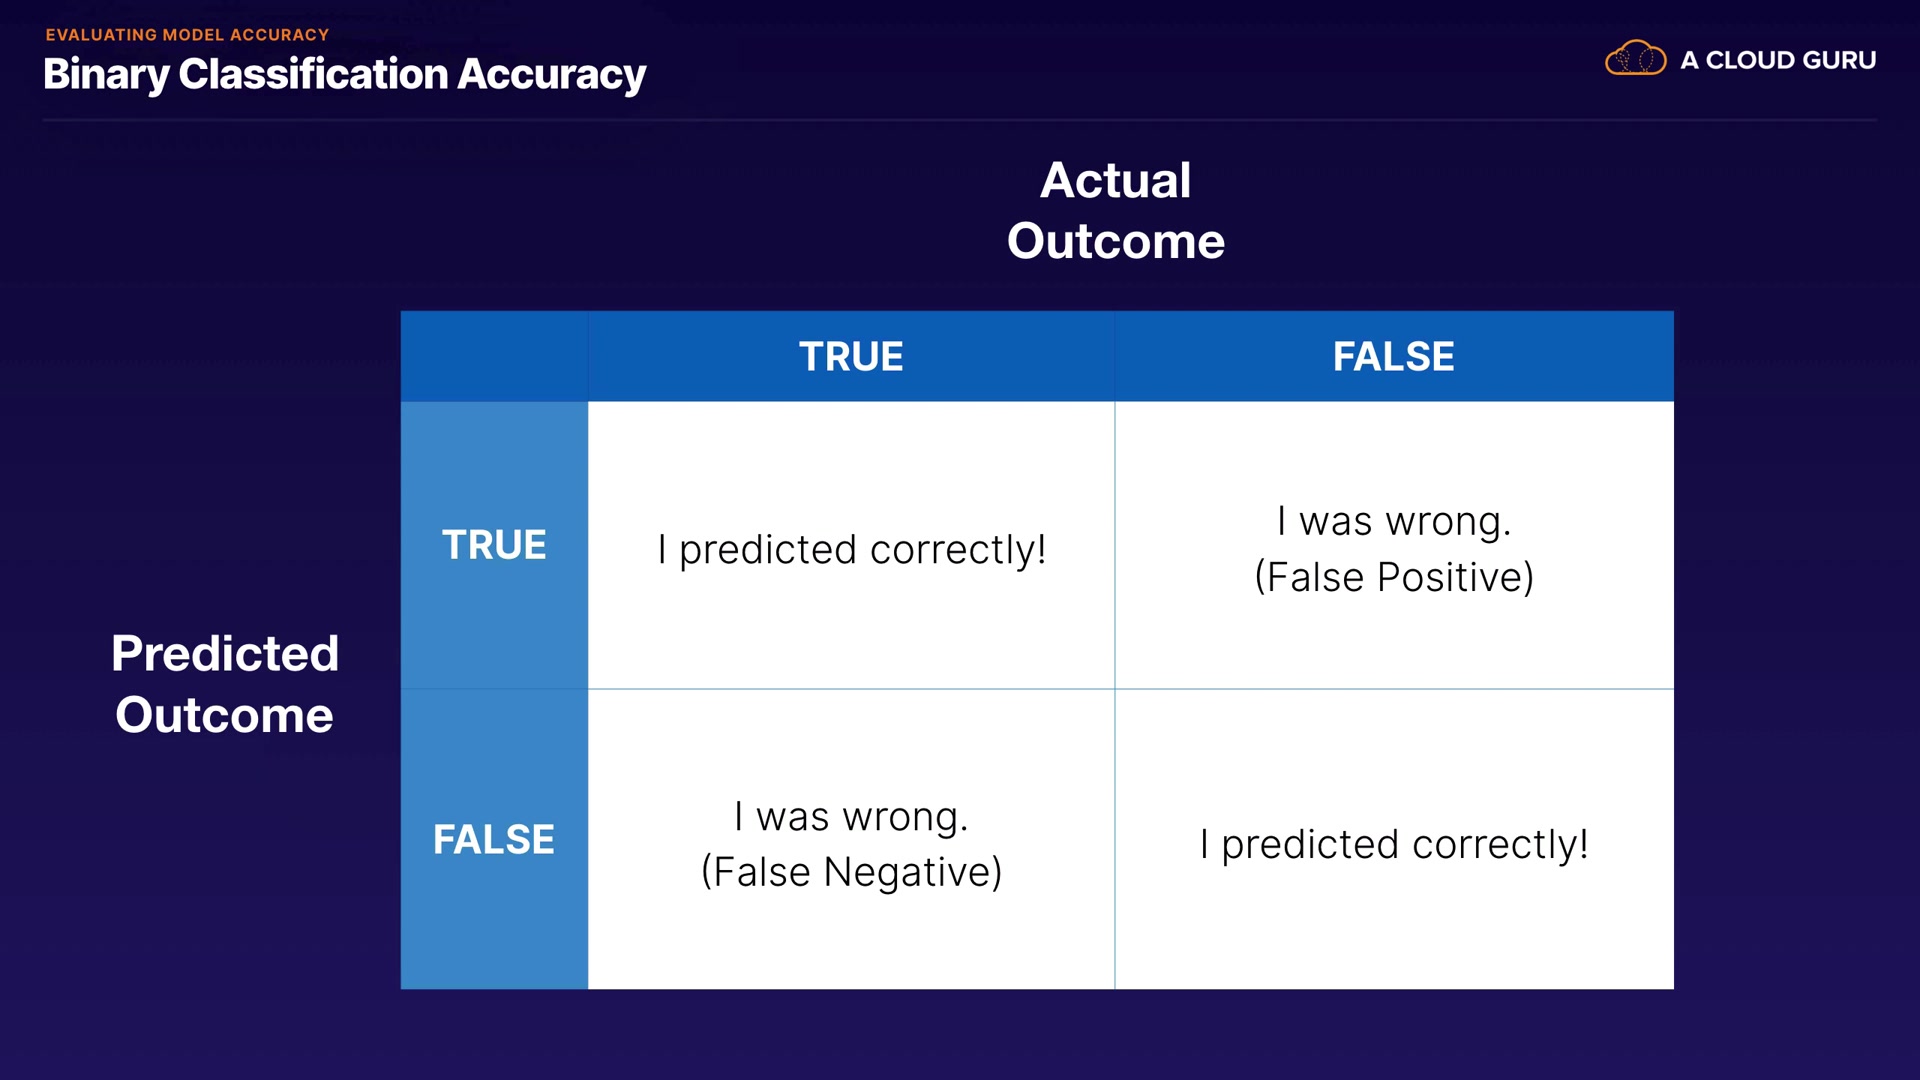 EVALUATING MODEL ACCURACY
Binary Classification Accuracy
A CLOUD GURU
Actual
Outcome
TRUE
FALSE
TRUE
I predicted correctly!
I was wrong.
(False Positive)
Predicted
Outcome
FALSE
I was wrong.
(False Negative)
I predicted correctly!